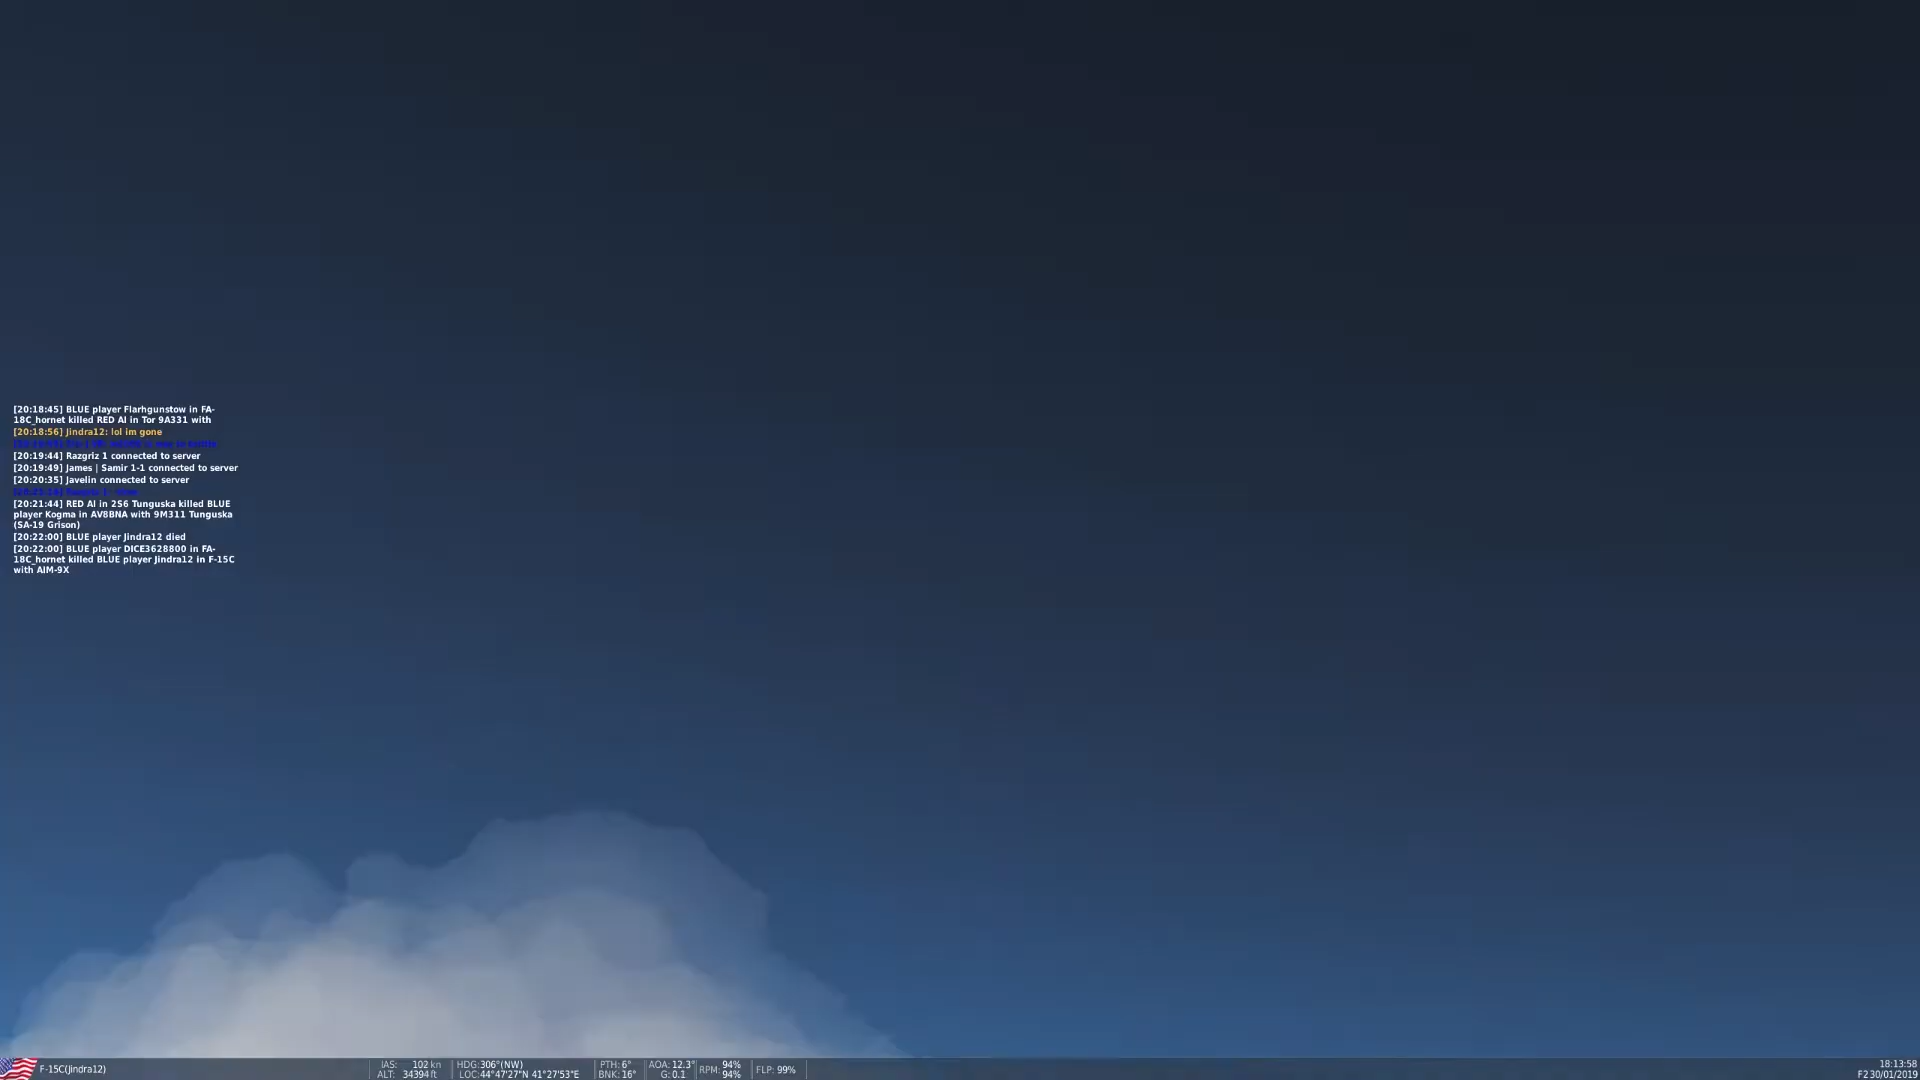 [20:18:45] BLUE player Flarhgunstow in FA-
18C_hornet killed RED AI in Tor 9A331 with
[20:18:56] Jindra12: lol im gone
[20:19:44] Razgriz 1 connected to server
[20:19:49] James | Samir 1-1 connected to server
[20:20:35] Javelin connected to server
[20:21:44] RED AI in 2S6 Tunguska killed BLUE
player Kogma in AV8BNA with 9M311 Tunguska
(SA-19 Grison)
[20:22:00] BLUE player Jindra12 died
[20:22:00] BLUE player DICE3628800 in FA-
18C_hornet killed BLUE player Jindra12 in F-15C
with AIM-9X
F-15C(Jindra12)
IAS: 102 kn
ALT: 34394 ft
HDG:306°(NW)
LOC:44°47'27"N 41°27'53"E
PTH: 6°
BNK: 16°
AOA: 12.3°
G: 0.1
RPM: 94%
94%
FLP: 99%
18:13:58
F2 30/01/2019